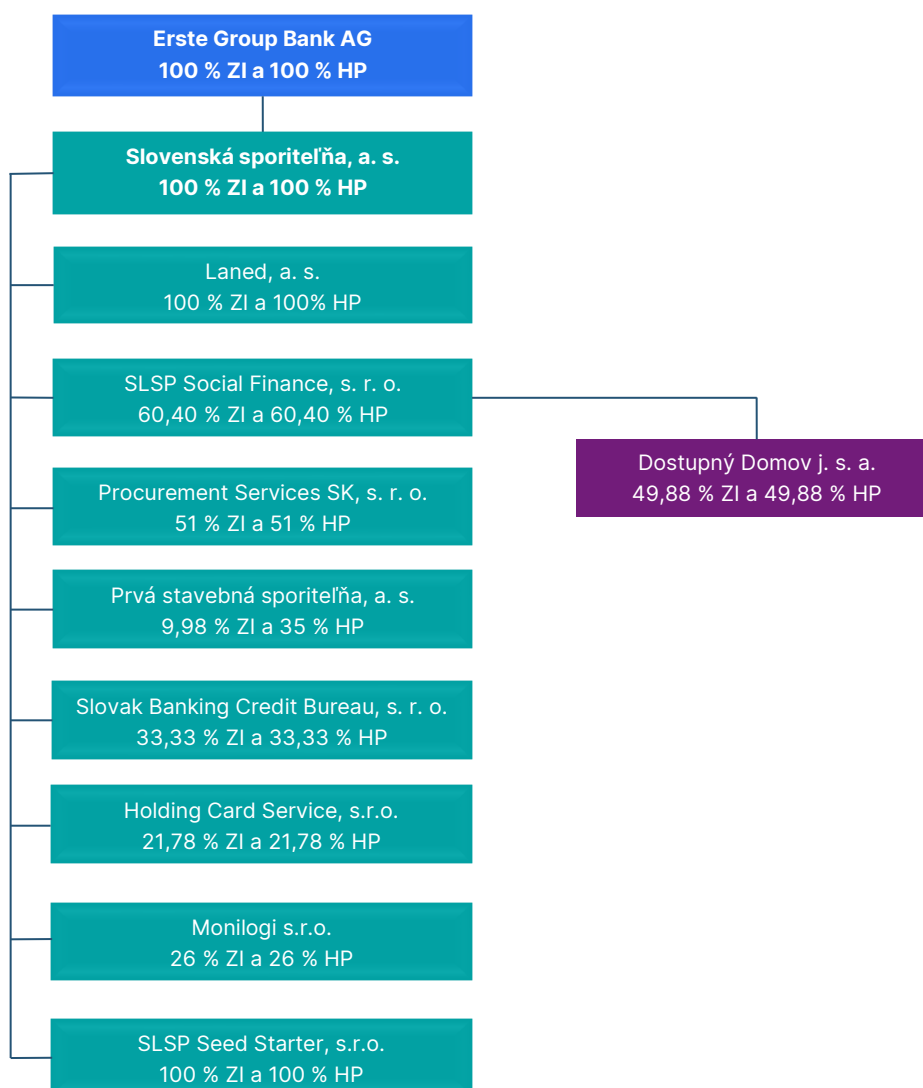 Erste Group Bank AG
100 % ZI a 100 % HP
Slovenská sporiteľňa, a. s.
100 % ZI a 100 % HP
Laned, a. s.
100 % ZI a 100% HP
SLSP Social Finance, s. r. o.
60,40 % ZI a 60,40 % HP
Dostupný Domov j. s. a.
49,88 % ZI a 49,88 % HP
Procurement Services SK, s. r. o.
51 % ZI a 51 % HP
Prvá stavebná sporiteľňa, a. s.
9,98 % ZI a 35 % HP
Slovak Banking Credit Bureau, s. r. o.
33,33 % ZI a 33,33 % HP
Holding Card Service, s.r.o.
21,78 % ZI a 21,78 % HP
Monilogi s.r.o.
26 % ZI a 26 % HP
SLSP Seed Starter, s.r.o.
100 % ZI a 100 % HP